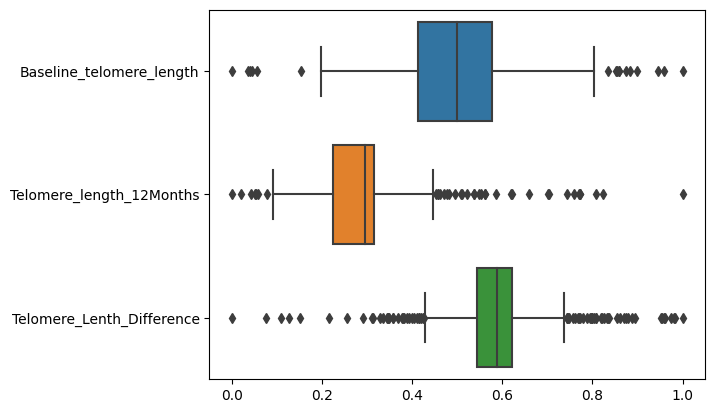 Baseline_telomere_length
Telomere_length_12Months
Telomere_Lenth_Difference
0.0 0.2 0.4 0.6 0.8 1.0